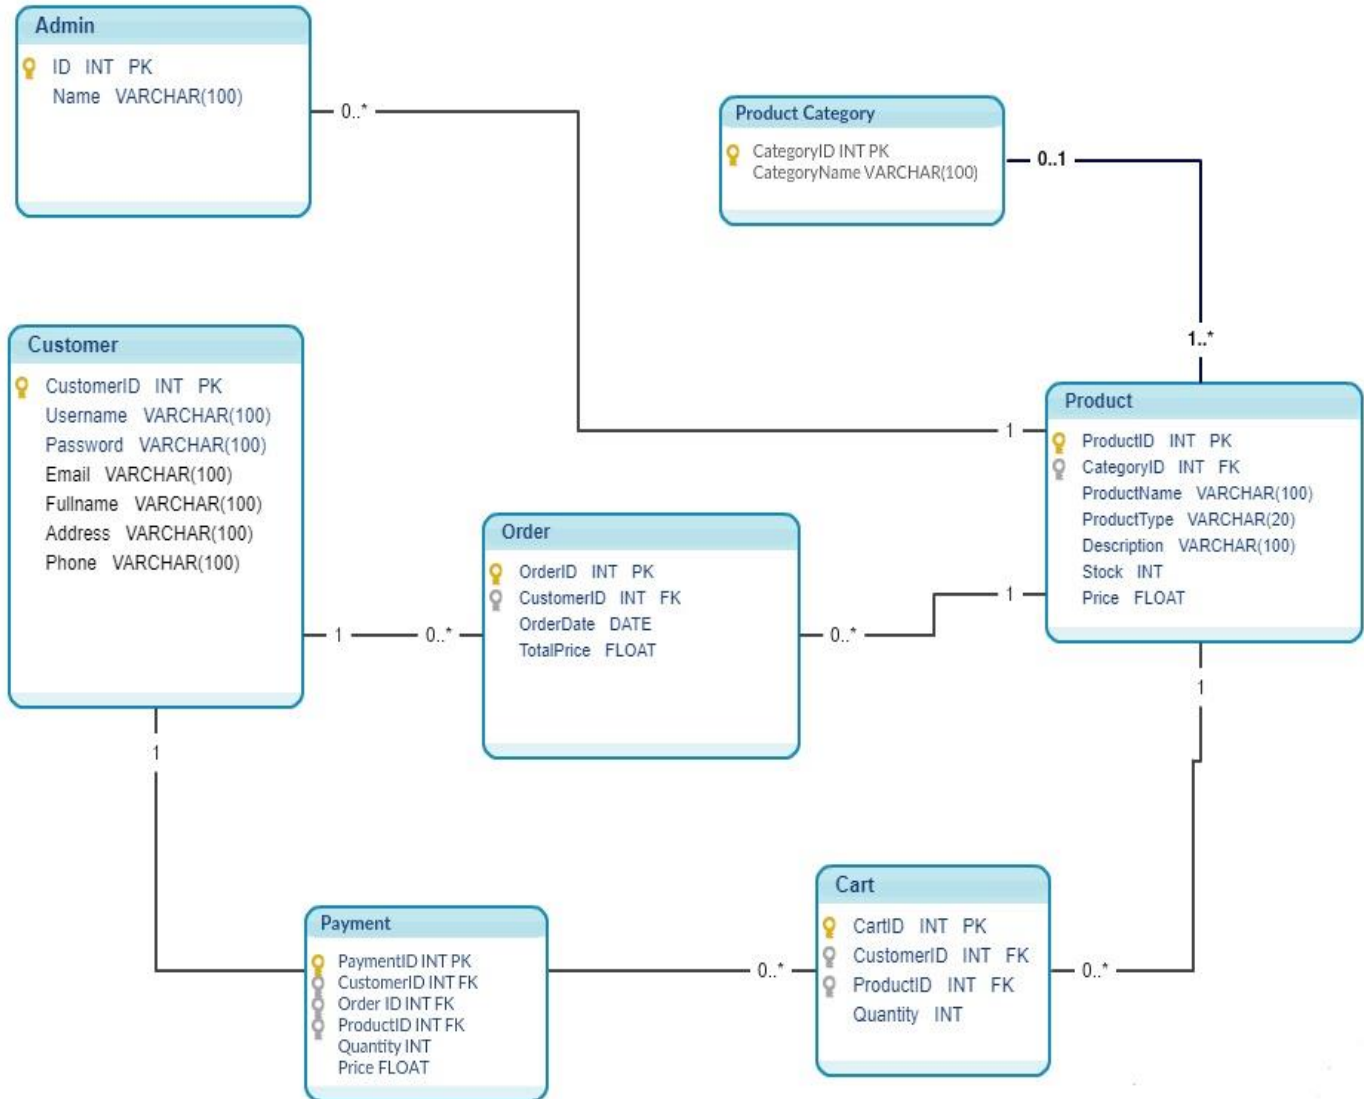 Admin
ID INT PK
Name VARCHAR(100)
0..*
Product Category
CategoryID INT PK
CategoryName VARCHAR(100)
0..1
1..*
Customer
CustomerID INT PK
Username VARCHAR(100)
Password VARCHAR(100)
Email VARCHAR(100)
Fullname VARCHAR(100)
Address VARCHAR(100)
Phone VARCHAR(100)
Product
ProductID INT PK
CategoryID INT FK
ProductName VARCHAR(100)
ProductType VARCHAR(20)
Description VARCHAR(100)
Stock INT
Price FLOAT
1
Order
OrderID INT PK
CustomerID INT FK
OrderDate DATE
TotalPrice FLOAT
1
0..*
0..*
1
1
1
Payment
PaymentID INT PK
CustomerID INT FK
Order ID INT FK
ProductID INT FK
Quantity INT
Price FLOAT
0..*
Cart
CartID INT PK
CustomerID INT FK
ProductID INT FK
Quantity INT
0..*